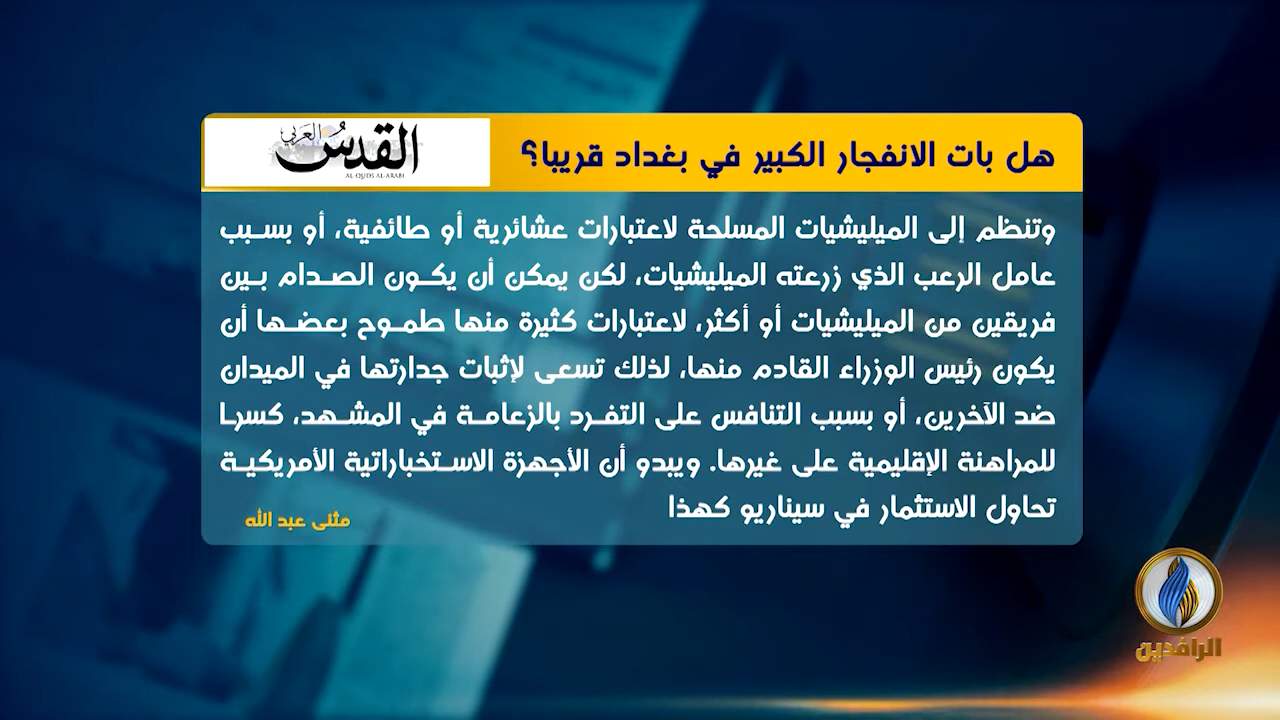 هل بات الانفجار الكبير في بغداد قريبا؟
القدس العربي
AL-QUDS AL-ARABI
وتنظم إلى الميليشيات المسلحة لاعتبارات عشائرية أو طائفية، أو بسبب
عامل الرعب الذي زرعته الميليشيات، لكن يمكن أن يكون الصدام بين
فريقين من الميليشيات أو أكثر، لاعتبارات كثيرة منها طموح بعضها أن
يكون رئيس الوزراء القادم منها، لذلك تسعى لإثبات جدارتها في الميدان
ضد الآخرين، أو بسبب التنافس على التفرد بالزعامة في المشهد، كسرا
للمراهنة الإقليمية على غيرها. ويبدو أن الأجهزة الاستخباراتية الأمريكية
تحاول الاستثمار في سيناريو كهذا
مثنى عبد الله
الرافدين